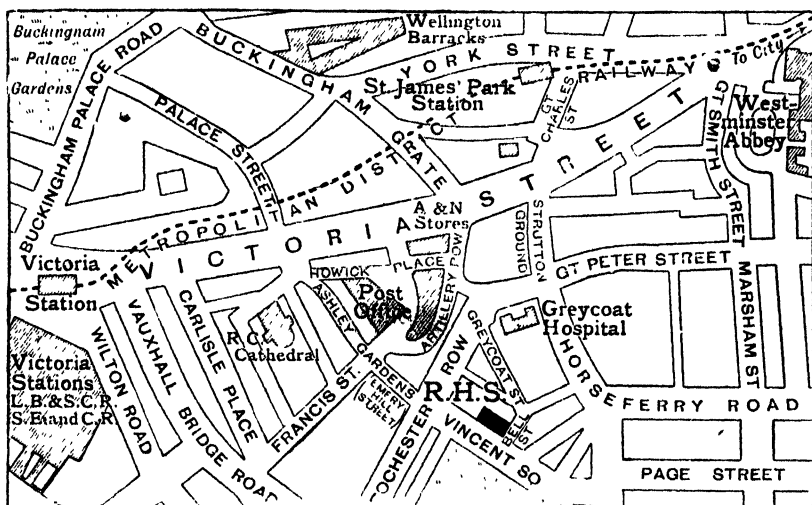 Buckingham
Palace
Gardens
BUCKINGHAM PALACE ROAD
BUCKINGHAM GRATE
Wellington
Barracks
YORK STREET
St. James' Park
Station
RAILWAY
To City
GT CHARLES ST
GT SMITH STREET
West-
minster
Abbey
PALACE STREET
METROPOLITAN DISTRICT
VICTORIA STREET
A & N
Stores
STRUTTON
GROUND
GT PETER STREET
MARSHAM ST
Victoria
Station
HOWICK PLACE
Post
Office
ARTILLERY ROW
ASHLEY GARDENS
R.C.
Cathedral
CARLISLE PLACE
VAUXHALL BRIDGE ROAD
WILTON ROAD
Victoria
Stations
L.B.& S.C.R.
S.E. and C.R.
FRANCIS ST.
EMERY
HILL
(STREET)
ROCHESTER ROW
GREYCOAT ST
Greycoat
Hospital
HORSEFERRY ROAD
R.H.S.
BELL ST
VINCENT SQ
PAGE STREET